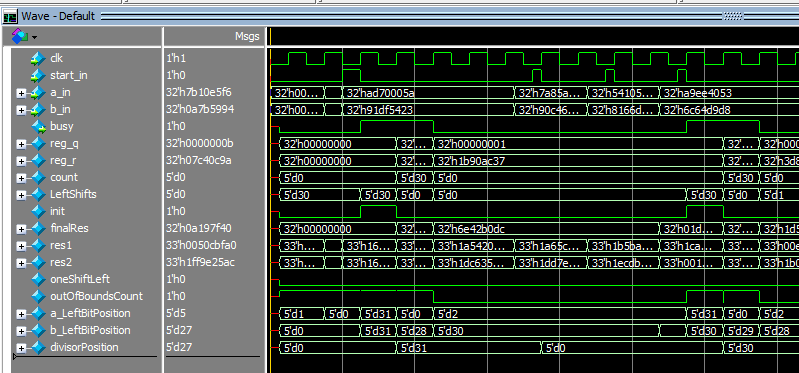 Wave - Default
Msgs
clk 1'h1
start_in 1'h0
a_in 32'h7b10e5f6 32'h00... 32'had70005a 32'h7a85a... 32'h54105... 32'ha9ee4053
b_in 32'h0a7b5994 32'h00... 32'h91df5423 32'h90c46... 32'h8166d... 32'h6c64d9d8
busy 1'h0
reg_q 32'h0000000b 32'h00000000 32'... 32'h00000001 32'... 32'h000
reg_r 32'h07c40c9a 32'h00000000 32'... 32'h1b90ac37 32'... 32'h3d8
count 5'd0 5'd0 5'd30 5'd0 5'd30 5'd0
LeftShifts 5'd0 5'd30 5'd30 5'd0 5'd0 5'd30 5'd0 5'd1
init 1'h0
finalRes 32'h0a197f40 32'h00000000 32'... 32'h6e42b0dc 32'h01d... 32'... 32'h1d5
res1 33'h0050cbfa0 33'h... 33'h16... 33'... 33'h1a5420... 33'h1a65c... 33'h1b5ba... 33'h1ca... 33'... 33'h00e
res2 33'h1ff9e25ac 33'h... 33'h16... 33'... 33'h1dc635... 33'h1dd7e... 33'h1ecdb... 33'h001... 33'... 33'h1b0
oneShiftLeft 1'h0
outOfBoundsCount 1'h0
a_LeftBitPosition 5'd5 5'd1 5'd0 5'd31 5'd0 5'd2 5'd31 5'd0 5'd2
b_LeftBitPosition 5'd27 5'd0 5'd31 5'd28 5'd30 5'd30 5'd29 5'd28
divisorPosition 5'd27 5'd0 5'd31 5'd0 5'd30